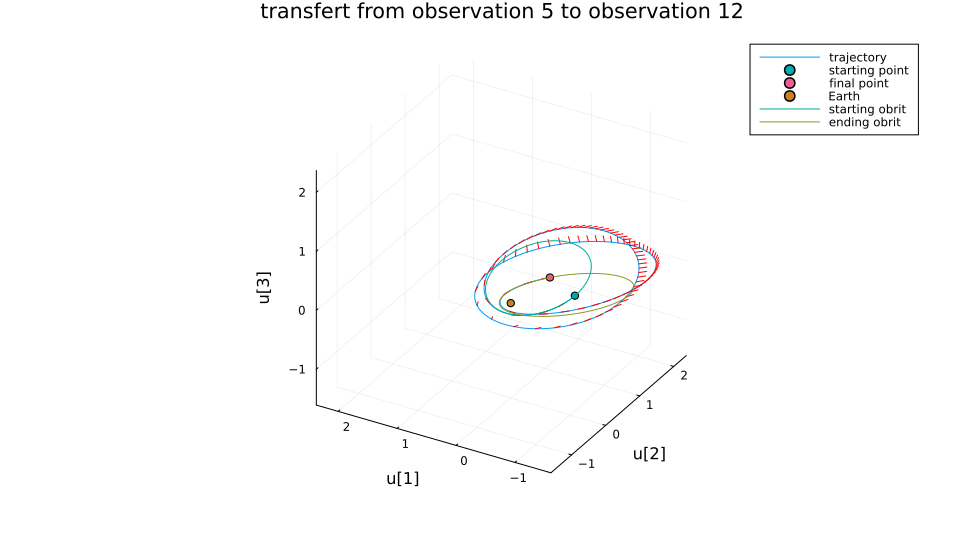 transfert from observation 5 to observation 12
trajectory
starting point
final point
Earth
starting obrit
ending obrit
u[3]
2
1
0
−1
2
1
0
−1
u[1]
2
1
0
−1
u[2]